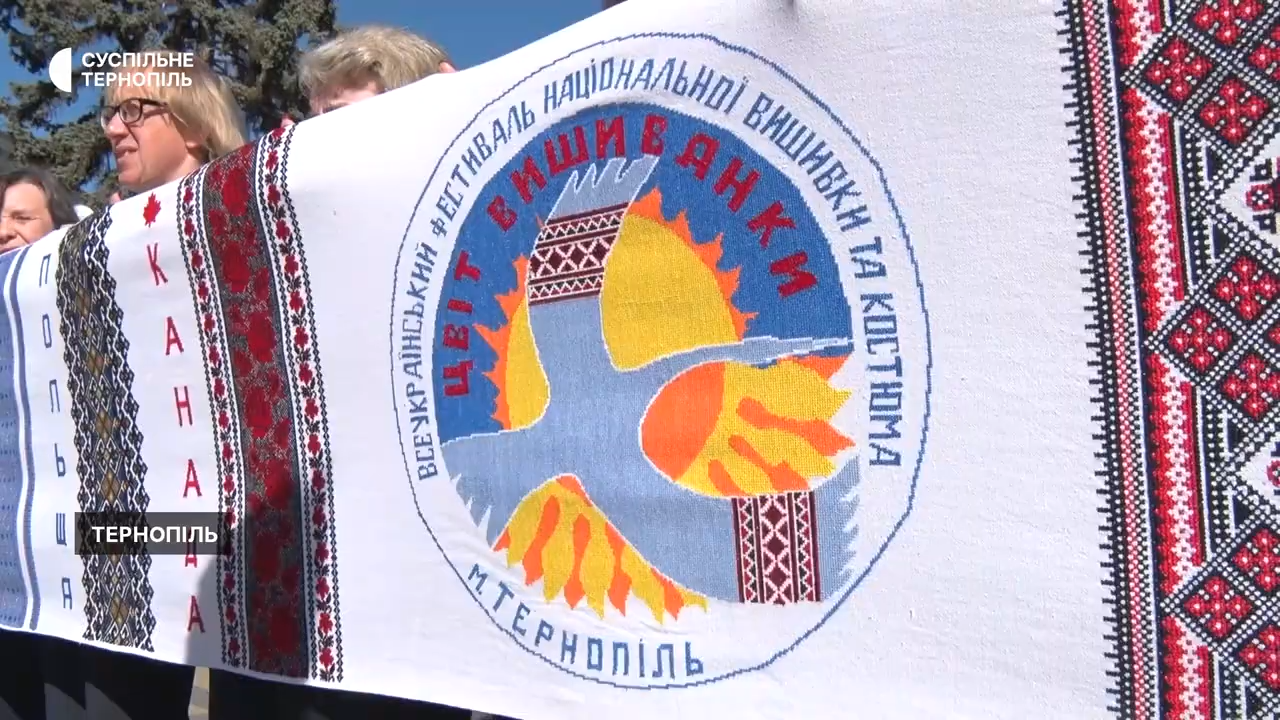 СУСПІЛЬНЕ
ТЕРНОПІЛЬ
ВСЕУКРАЇНСЬКИЙ ФЕСТИВАЛЬ НАЦІОНАЛЬНОЇ ВИШИВКИ ТА КОСТЮМА
ЦВІТ ВИШИВАНКИ
М. ТЕРНОПІЛЬ
ПОЛЬЩА
КАНАДА
ТЕРНОПІЛЬ